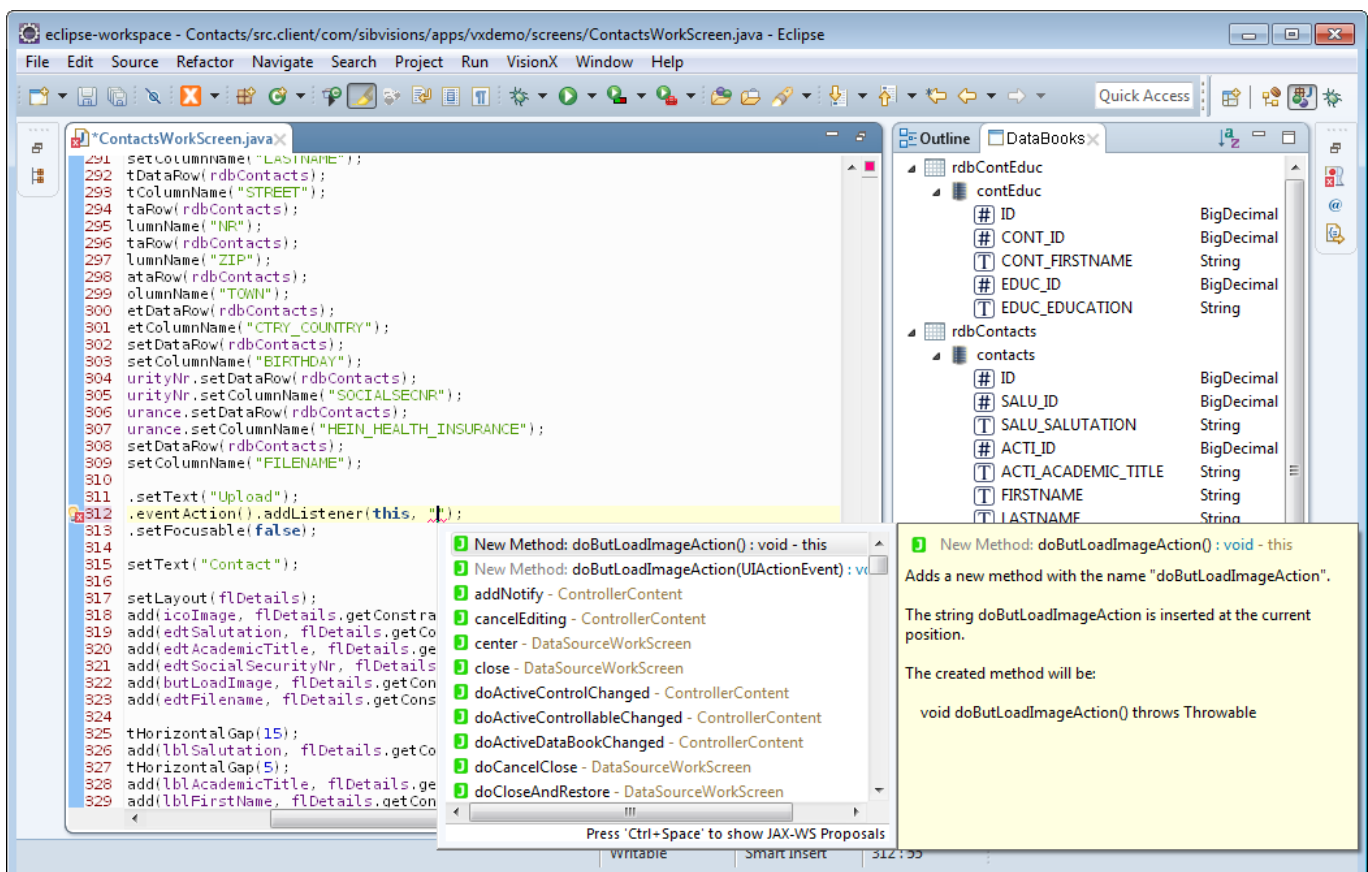 eclipse-workspace - Contacts/src.client/com/sibvisions/apps/vxdemo/screens/ContactsWorkScreen.java - Eclipse
File Edit Source Refactor Navigate Search Project Run VisionX Window Help
Quick Access
*ContactsWorkScreen.java
291 setColumnName("LASTNAME");
292 tDataRow(rdbContacts);
293 tColumnName("STREET");
294 taRow(rdbContacts);
295 lumnName("NR");
296 taRow(rdbContacts);
297 lumnName("ZIP");
298 ataRow(rdbContacts);
299 olumnName("TOWN");
300 etDataRow(rdbContacts);
301 etColumnName("CTRY_COUNTRY");
302 setDataRow(rdbContacts);
303 setColumnName("BIRTHDAY");
304 urityNr.setDataRow(rdbContacts);
305 urityNr.setColumnName("SOCIALSECNR");
306 urance.setDataRow(rdbContacts);
307 urance.setColumnName("HEIN_HEALTH_INSURANCE");
308 setDataRow(rdbContacts);
309 setColumnName("FILENAME");
310
311 .setText("Upload");
312 .eventAction().addListener(this, "");
313 .setFocusable(false);
314
315 setText("Contact");
316
317 setLayout(flDetails);
318 add(icoImage, flDetails.getConstra
319 add(edtSalutation, flDetails.getCo
320 add(edtAcademicTitle, flDetails.ge
321 add(edtSocialSecurityNr, flDetails
322 add(butLoadImage, flDetails.getCon
323 add(edtFilename, flDetails.getCons
324
325 tHorizontalGap(15);
326 add(lblSalutation, flDetails.getCo
327 tHorizontalGap(5);
328 add(lblAcademicTitle, flDetails.ge
329 add(lblFirstName, flDetails.getCon
Outline DataBooks
rdbContEduc
contEduc
# ID BigDecimal
# CONT_ID BigDecimal
T CONT_FIRSTNAME String
# EDUC_ID BigDecimal
T EDUC_EDUCATION String
rdbContacts
contacts
# ID BigDecimal
# SALU_ID BigDecimal
T SALU_SALUTATION String
# ACTI_ID BigDecimal
T ACTI_ACADEMIC_TITLE String
T FIRSTNAME String
T LASTNAME String
New Method: doButLoadImageAction() : void - this
New Method: doButLoadImageAction(UIActionEvent) : vo
addNotify - ControllerContent
cancelEditing - ControllerContent
center - DataSourceWorkScreen
close - DataSourceWorkScreen
doActiveControlChanged - ControllerContent
doActiveControllableChanged - ControllerContent
doActiveDataBookChanged - ControllerContent
doCancelClose - DataSourceWorkScreen
doCloseAndRestore - DataSourceWorkScreen
Press 'Ctrl+Space' to show JAX-WS Proposals
New Method: doButLoadImageAction() : void - this
Adds a new method with the name "doButLoadImageAction".
The string doButLoadImageAction is inserted at the current
position.
The created method will be:
void doButLoadImageAction() throws Throwable
Writable Smart Insert 312 : 55